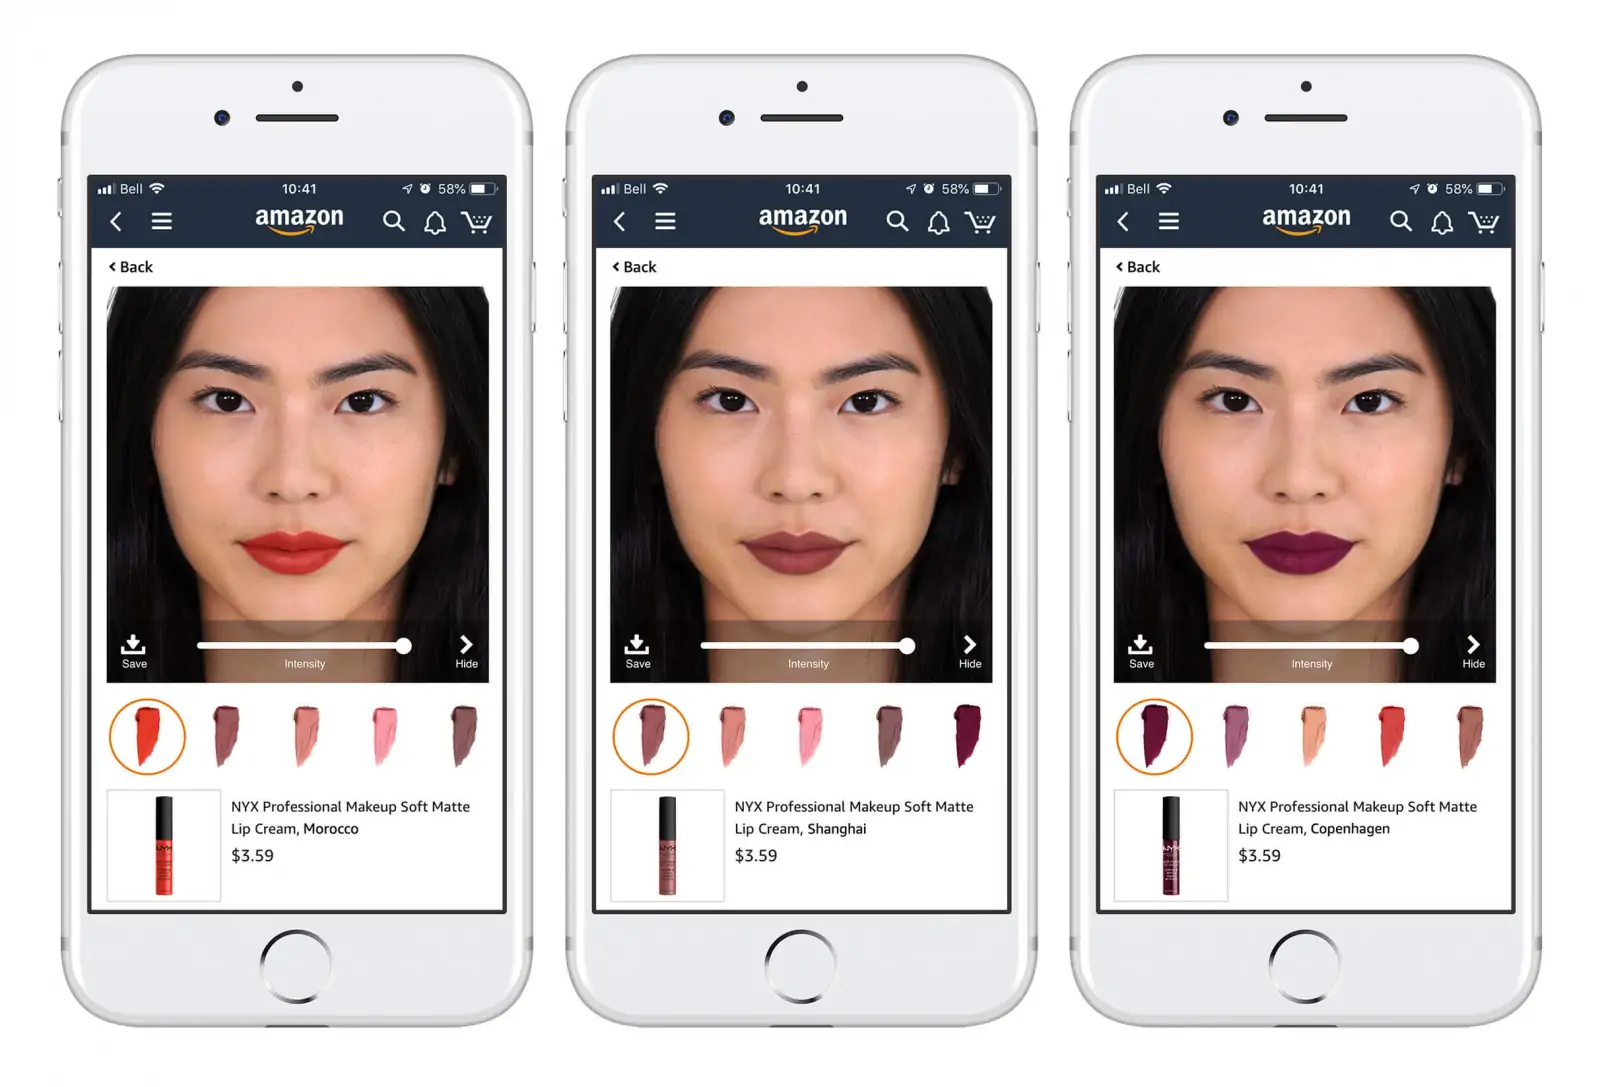 Bell 10:41 58%
amazon
Back
Save
Intensity
Hide
NYX Professional Makeup Soft Matte
Lip Cream, Morocco
$3.59
NYX
Bell 10:41 58%
amazon
Back
Save
Intensity
Hide
NYX Professional Makeup Soft Matte
Lip Cream, Shanghai
$3.59
NYX
Bell 10:41 58%
amazon
Back
Save
Intensity
Hide
NYX Professional Makeup Soft Matte
Lip Cream, Copenhagen
$3.59
NYX